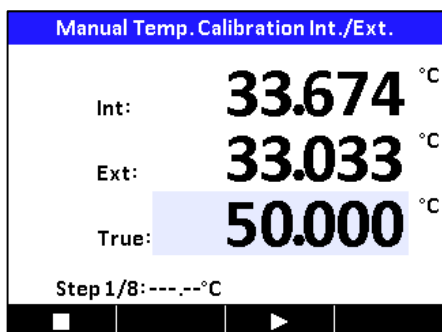 Manual Temp. Calibration Int./Ext.
Int: 33.674 °C
Ext: 33.033 °C
True: 50.000 °C
Step 1/8:---.--°C